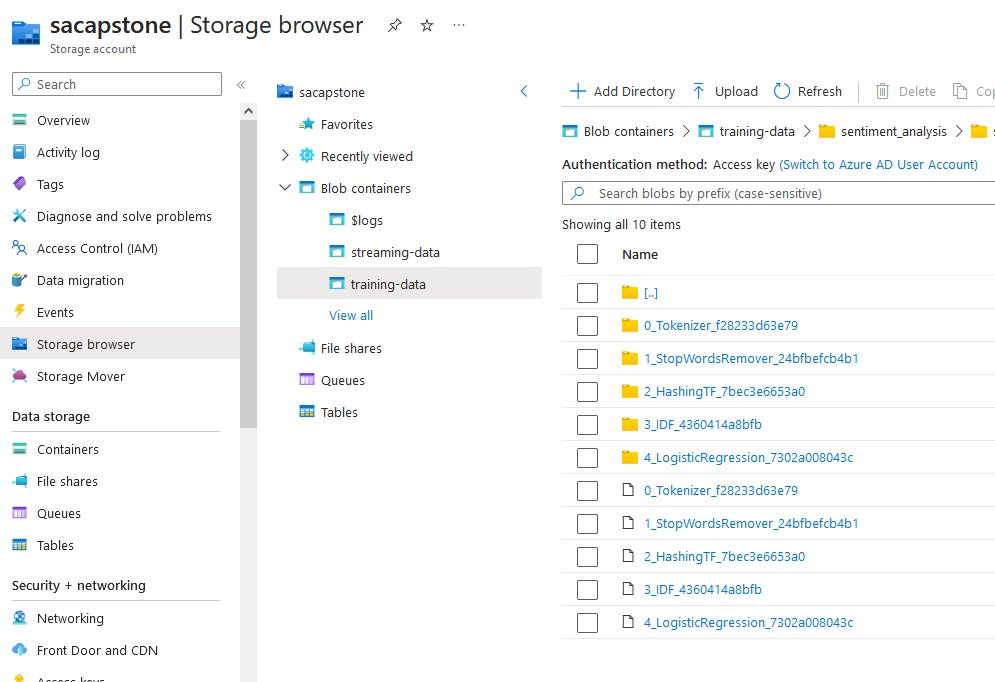 sacapstone | Storage browser
Storage account
Search
Overview
Activity log
Tags
Diagnose and solve problems
Access Control (IAM)
Data migration
Events
Storage browser
Storage Mover
Data storage
Containers
File shares
Queues
Tables
Security + networking
Networking
Front Door and CDN
Access keys
sacapstone
Favorites
Recently viewed
Blob containers
$logs
streaming-data
training-data
View all
File shares
Queues
Tables
Add Directory Upload Refresh Delete
Blob containers > training-data > sentiment_analysis >
Authentication method: Access key (Switch to Azure AD User Account)
Search blobs by prefix (case-sensitive)
Showing all 10 items
Name
[..]
0_Tokenizer_f28233d63e79
1_StopWordsRemover_24bfbefcb4b1
2_HashingTF_7bec3e6653a0
3_IDF_4360414a8bfb
4_LogisticRegression_7302a008043c
0_Tokenizer_f28233d63e79
1_StopWordsRemover_24bfbefcb4b1
2_HashingTF_7bec3e6653a0
3_IDF_4360414a8bfb
4_LogisticRegression_7302a008043c